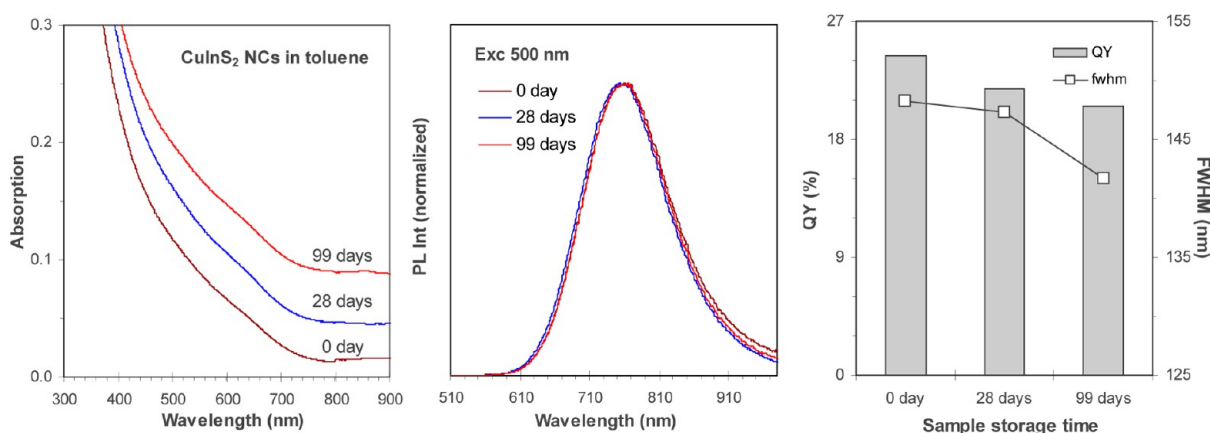 0.3
0.2
0.1
0.0
Absorption
CuInS₂ NCs in toluene
99 days
28 days
0 day
300 400 500 600 700 800 900
Wavelength (nm)
PL Int (normalized)
Exc 500 nm
0 day
28 days
99 days
510 610 710 810 910
Wavelength (nm)
27
18
9
0
QY (%)
QY
fwhm
155
145
135
125
FWHM (nm)
0 day 28 days 99 days
Sample storage time